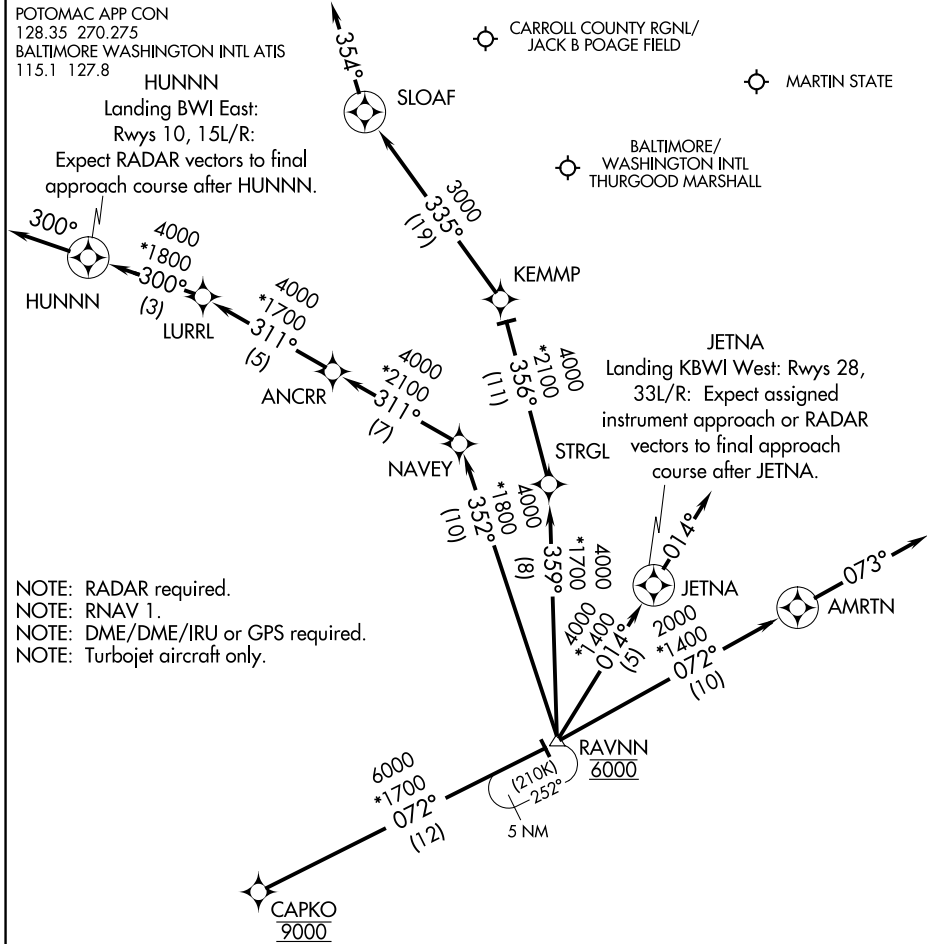 POTOMAC APP CON
128.35 270.275
BALTIMORE WASHINGTON INTL ATIS
115.1 127.8
HUNNN
Landing BWI East:
Rwys 10, 15L/R:
Expect RADAR vectors to final
approach course after HUNNN.
354°
SLOAF
CARROLL COUNTY RGNL/
JACK B POAGE FIELD
MARTIN STATE
BALTIMORE/
WASHINGTON INTL
THURGOOD MARSHALL
3000
335°
(19)
KEMMP
300°
HUNNN
4000
*1800
300°
(3)
LURRL
4000
*1700
311°
(5)
ANCRR
4000
*2100
311°
(7)
NAVEY
4000
*2100
356°
(11)
STRGL
JETNA
Landing KBWI West: Rwys 28,
33L/R: Expect assigned
instrument approach or RADAR
vectors to final approach
course after JETNA.
4000
*1800
352°
(10)
4000
*1700
359°
(8)
014°
JETNA
4000
*1400
014°
(5)
073°
AMRTN
2000
*1400
072°
(10)
NOTE: RADAR required.
NOTE: RNAV 1.
NOTE: DME/DME/IRU or GPS required.
NOTE: Turbojet aircraft only.
RAVNN
6000
(210K)
252°
5 NM
6000
*1700
072°
(12)
CAPKO
9000